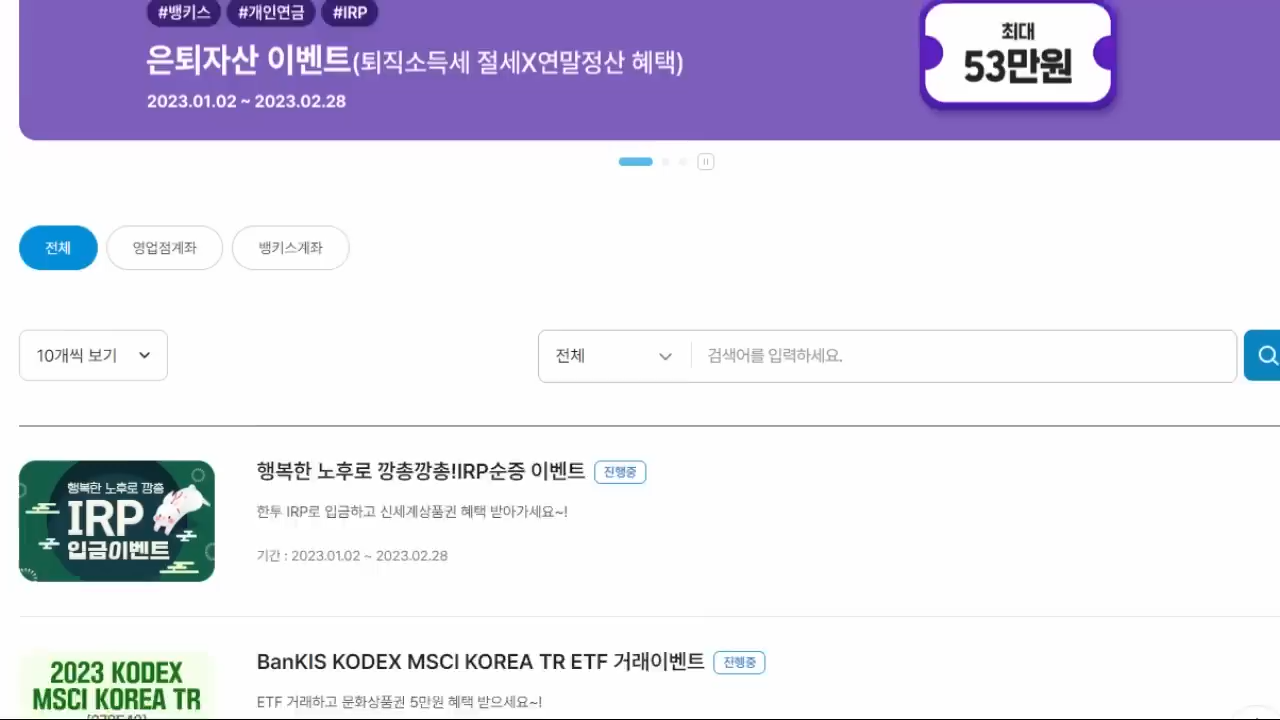 #뱅키스 #개인연금 #IRP
은퇴자산 이벤트(퇴직소득세 절세X연말정산 혜택)
2023.01.02 ~ 2023.02.28
최대
53만원
전체 영업점계좌 뱅키스계좌
10개씩 보기 전체 검색어를 입력하세요.
행복한 노후로 깡총
IRP
입금이벤트
행복한 노후로 깡총깡총!IRP순증 이벤트 진행중
한투 IRP로 입금하고 신세계상품권 혜택 받아가세요~!
기간 : 2023.01.02 ~ 2023.02.28
2023 KODEX
MSCI KOREA TR
BanKIS KODEX MSCI KOREA TR ETF 거래이벤트 진행중
ETF 거래하고 문화상품권 5만원 혜택 받으세요~!